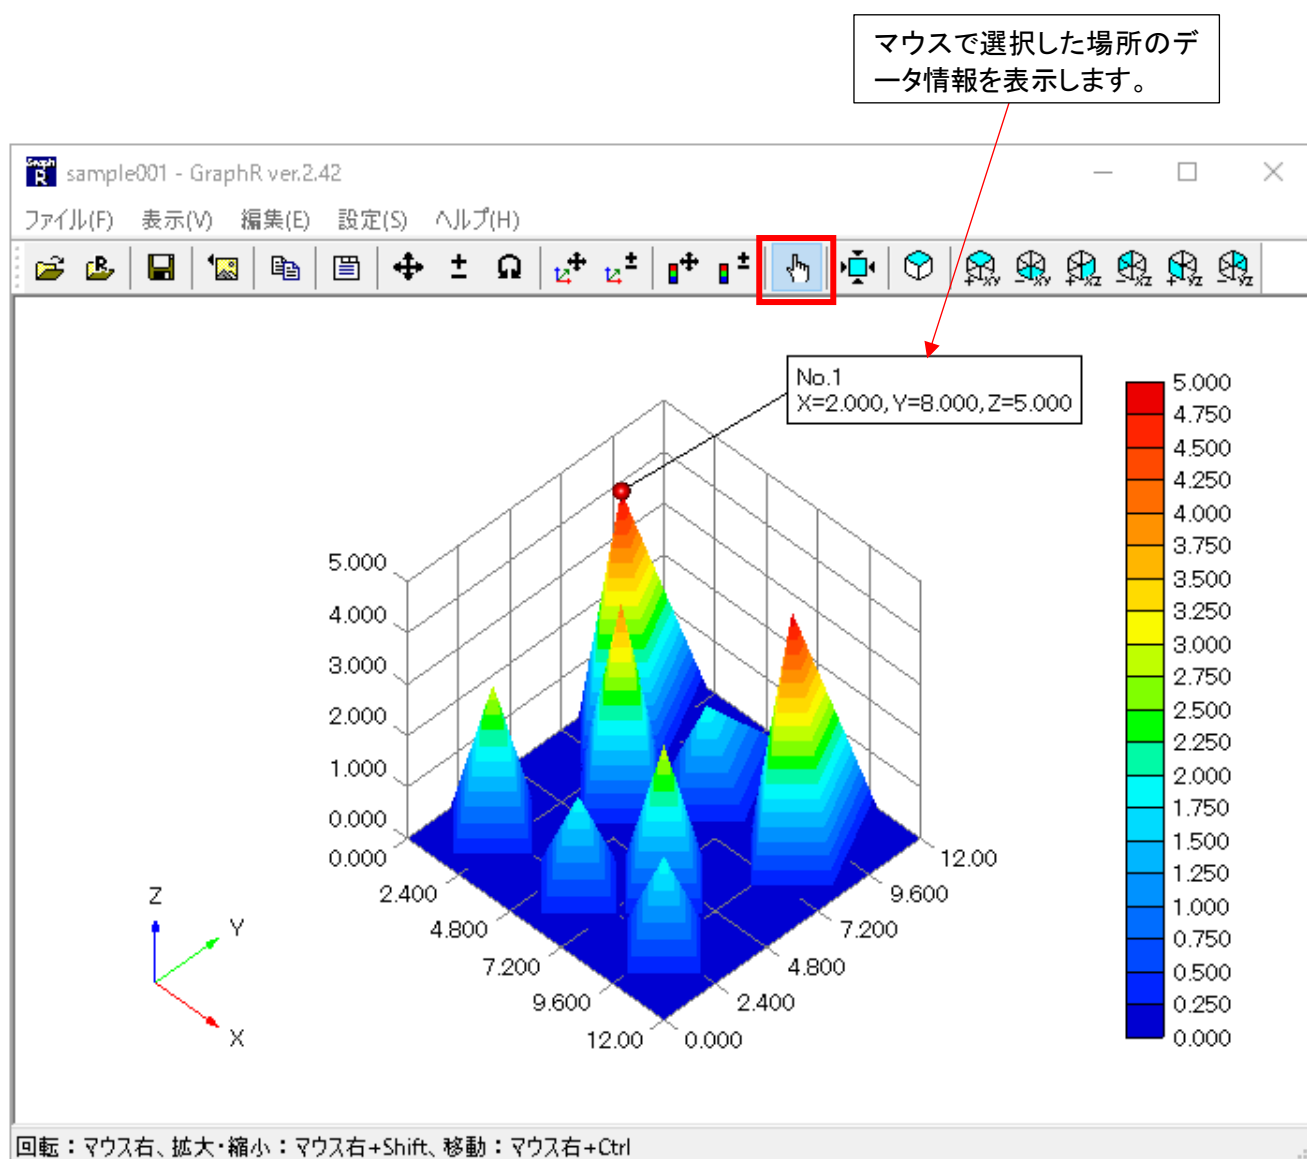 マウスで選択した場所のデ
ータ情報を表示します。
Graph
R
sample001 - GraphR ver.2.42
ファイル(F) 表示(V) 編集(E) 設定(S) ヘルプ(H)
R
+xy -xy +xz -xz +yz -yz
No.1
X=2.000, Y=8.000, Z=5.000
5.000
4.000
3.000
2.000
1.000
0.000
0.000
2.400
4.800
7.200
9.600
12.00
0.000
2.400
4.800
7.200
9.600
12.00
Z
Y
X
5.000
4.750
4.500
4.250
4.000
3.750
3.500
3.250
3.000
2.750
2.500
2.250
2.000
1.750
1.500
1.250
1.000
0.750
0.500
0.250
0.000
回転：マウス右、拡大・縮小：マウス右+Shift、移動：マウス右+Ctrl